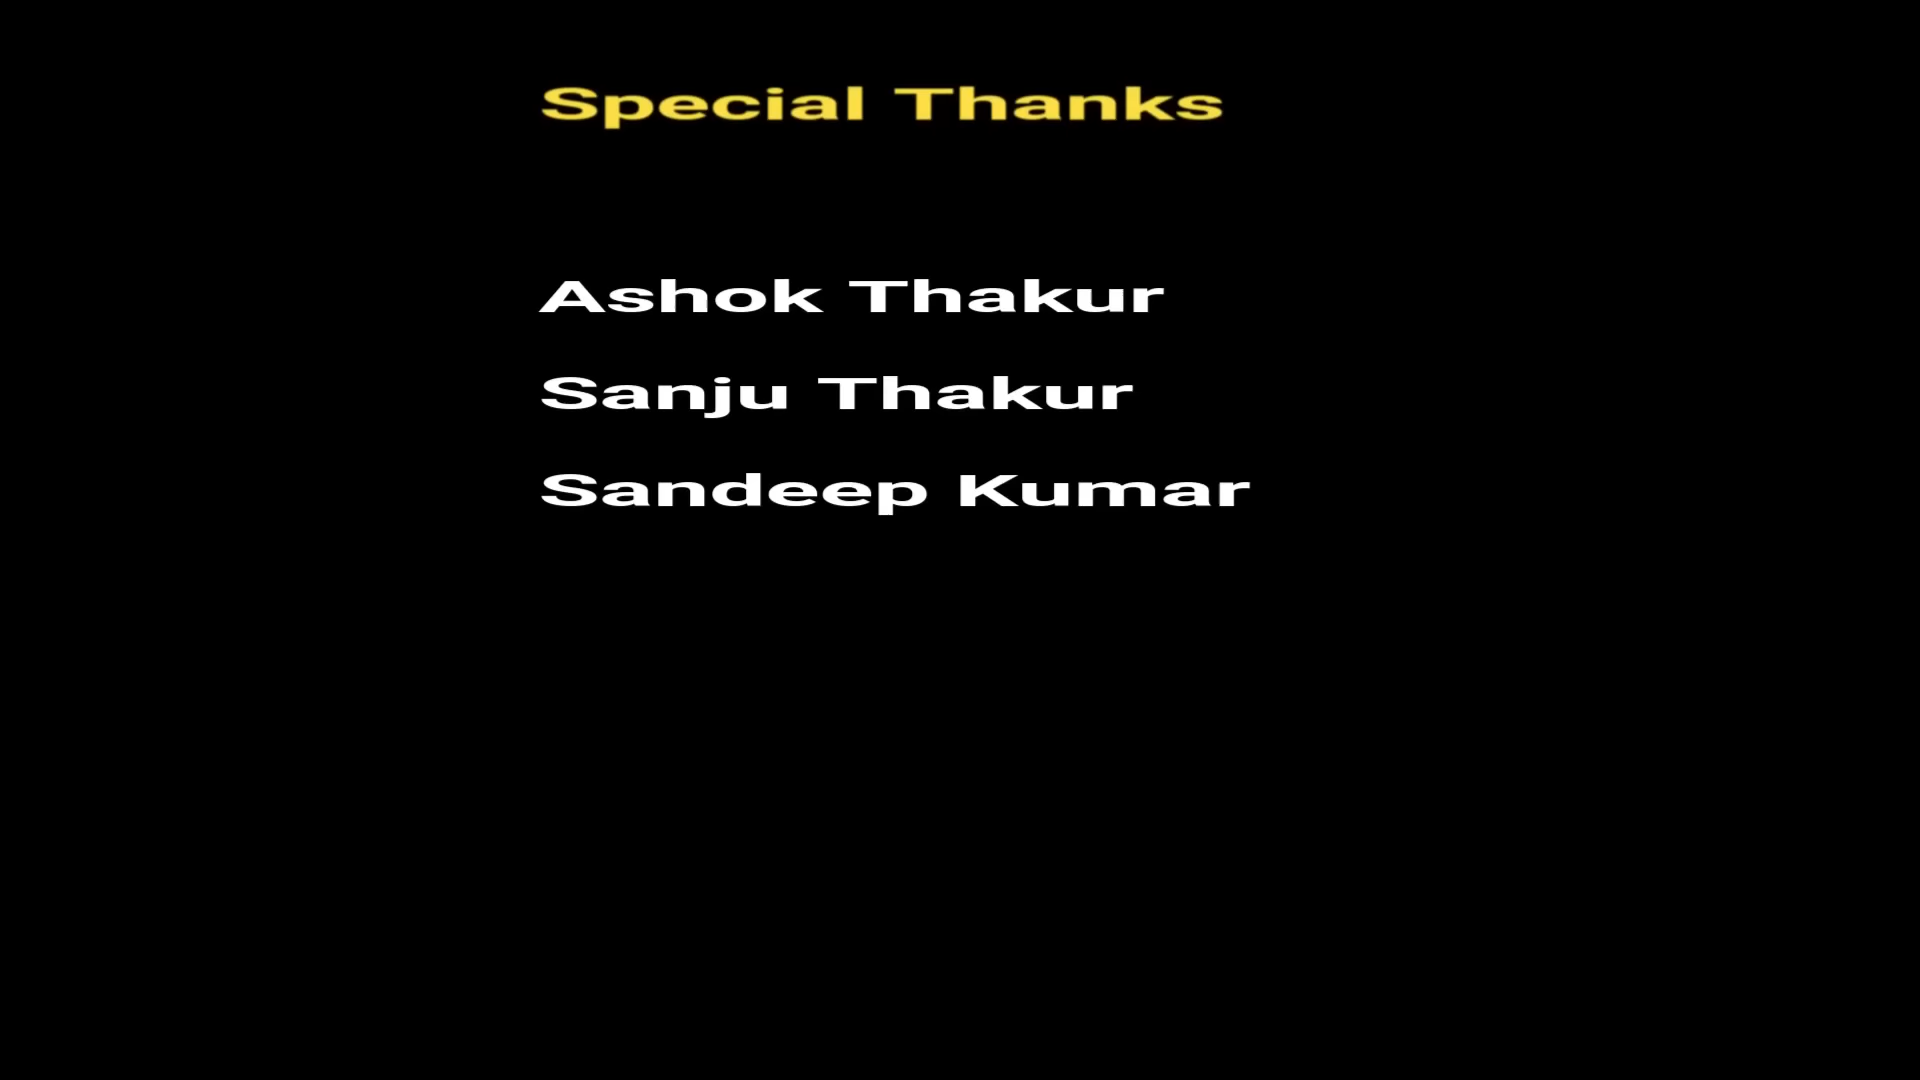 Special Thanks
Ashok Thakur
Sanju Thakur
Sandeep Kumar